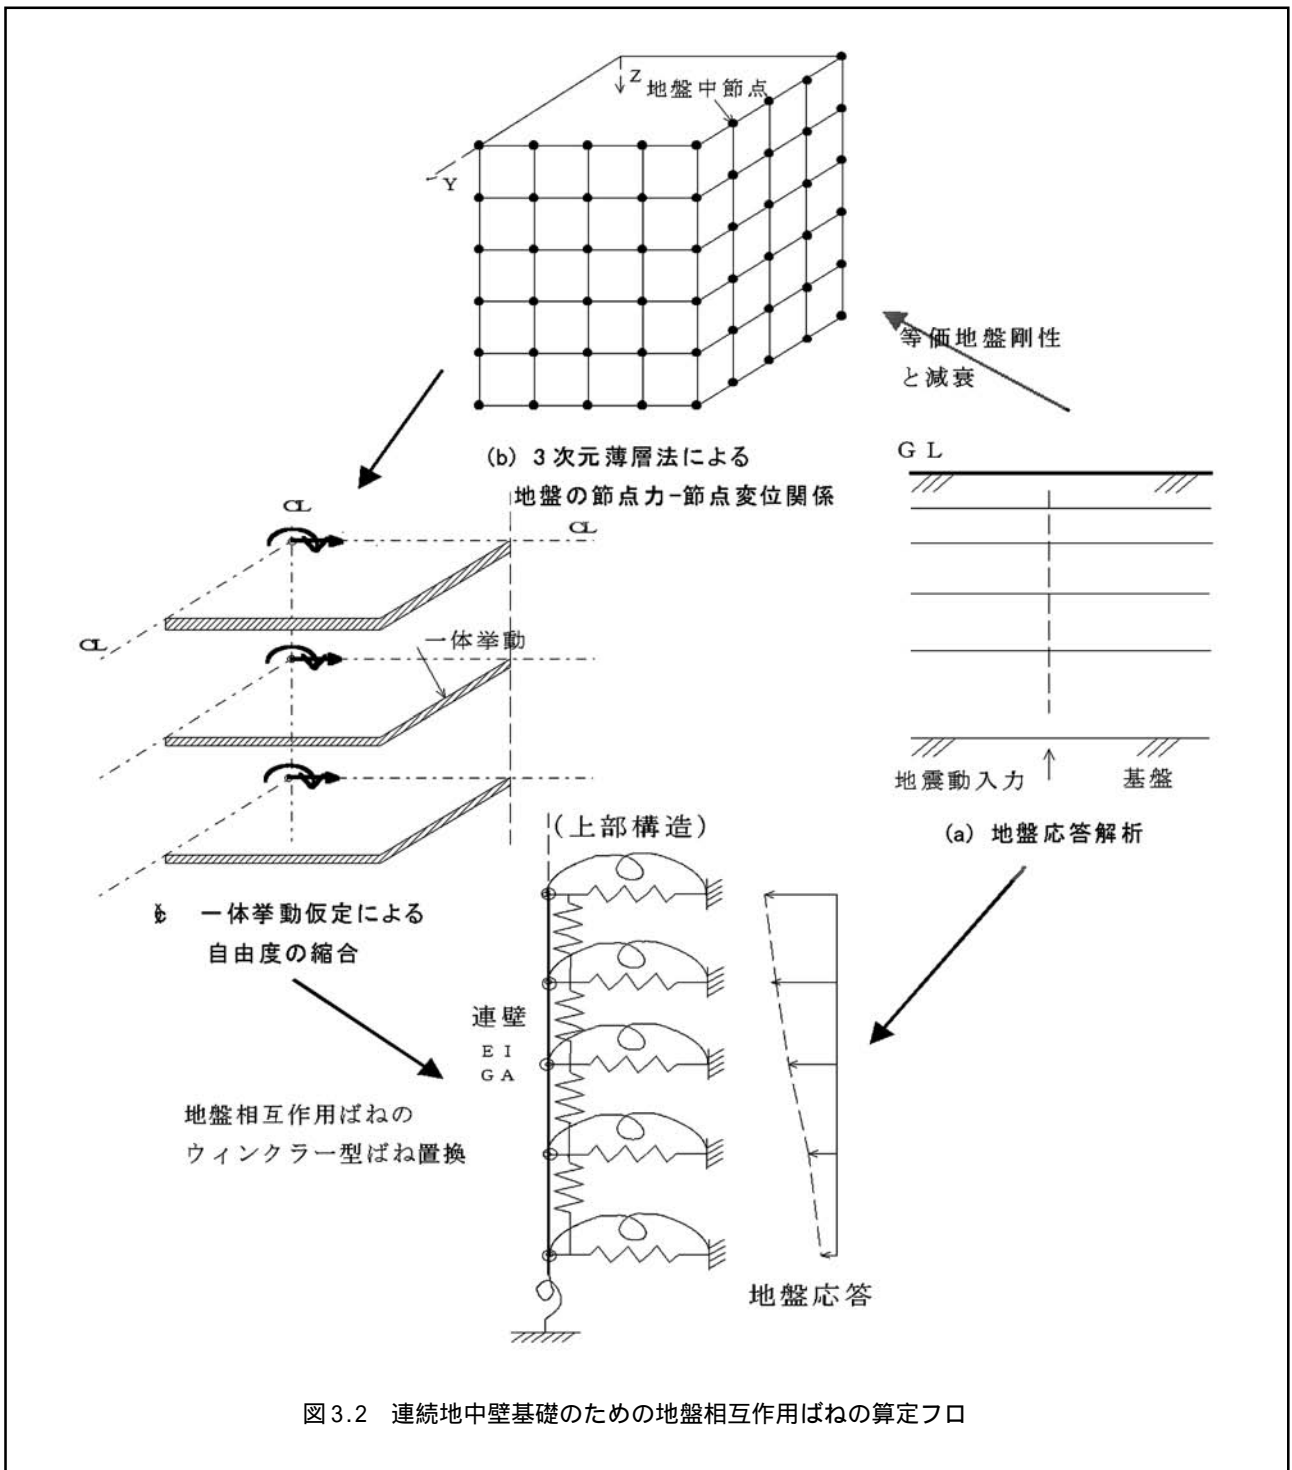 Z
地盤中節点
Y
等価地盤剛性
と減衰
(b) 3次元薄層法による
地盤の節点力-節点変位関係
GL
CL
CL
CL
一体挙動
地震動入力
基盤
(a) 地盤応答解析
(上部構造)
一体挙動仮定による
自由度の縮合
連壁
EI
GA
地盤相互作用ばねの
ウィンクラー型ばね置換
地盤応答
図3.2 連続地中壁基礎のための地盤相互作用ばねの算定フロ